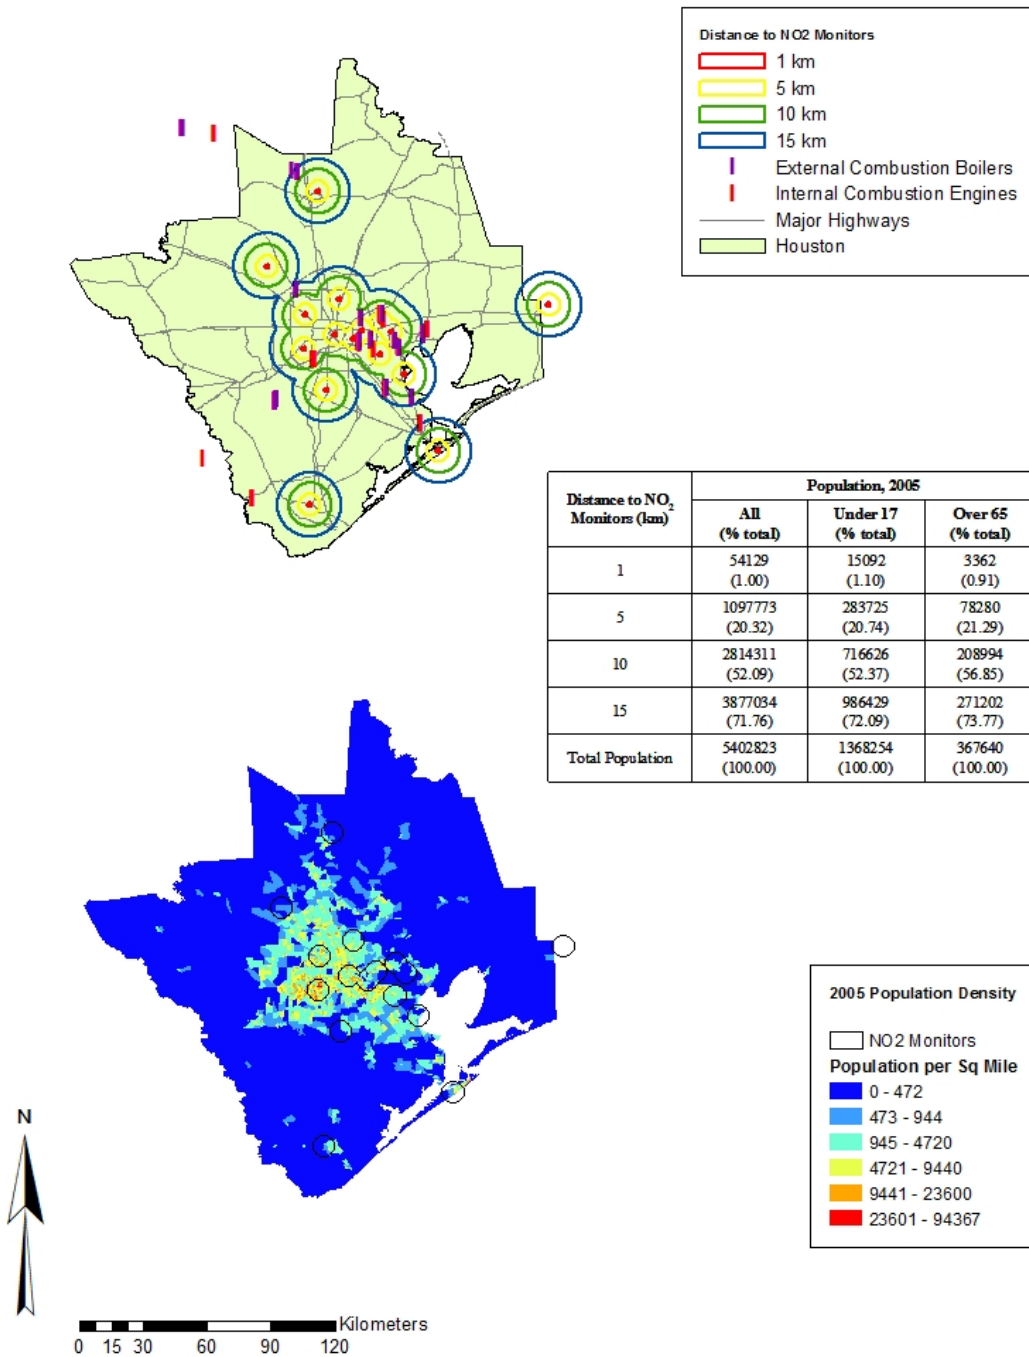 Distance to NO2 Monitors
1 km
5 km
10 km
15 km
External Combustion Boilers
Internal Combustion Engines
Major Highways
Houston
Distance to NO2 Monitors (km)
Population, 2005
All (% total)
Under 17 (% total)
Over 65 (% total)
1
54129 (1.00)
15092 (1.10)
3362 (0.91)
5
1097773 (20.32)
283725 (20.74)
78280 (21.29)
10
2814311 (52.09)
716626 (52.37)
208994 (56.85)
15
3877034 (71.76)
986429 (72.09)
271202 (73.77)
Total Population
5402823 (100.00)
1368254 (100.00)
367640 (100.00)
2005 Population Density
NO2 Monitors
Population per Sq Mile
0 - 472
473 - 944
945 - 4720
4721 - 9440
9441 - 23600
23601 - 94367
N
Kilometers
0 15 30 60 90 120